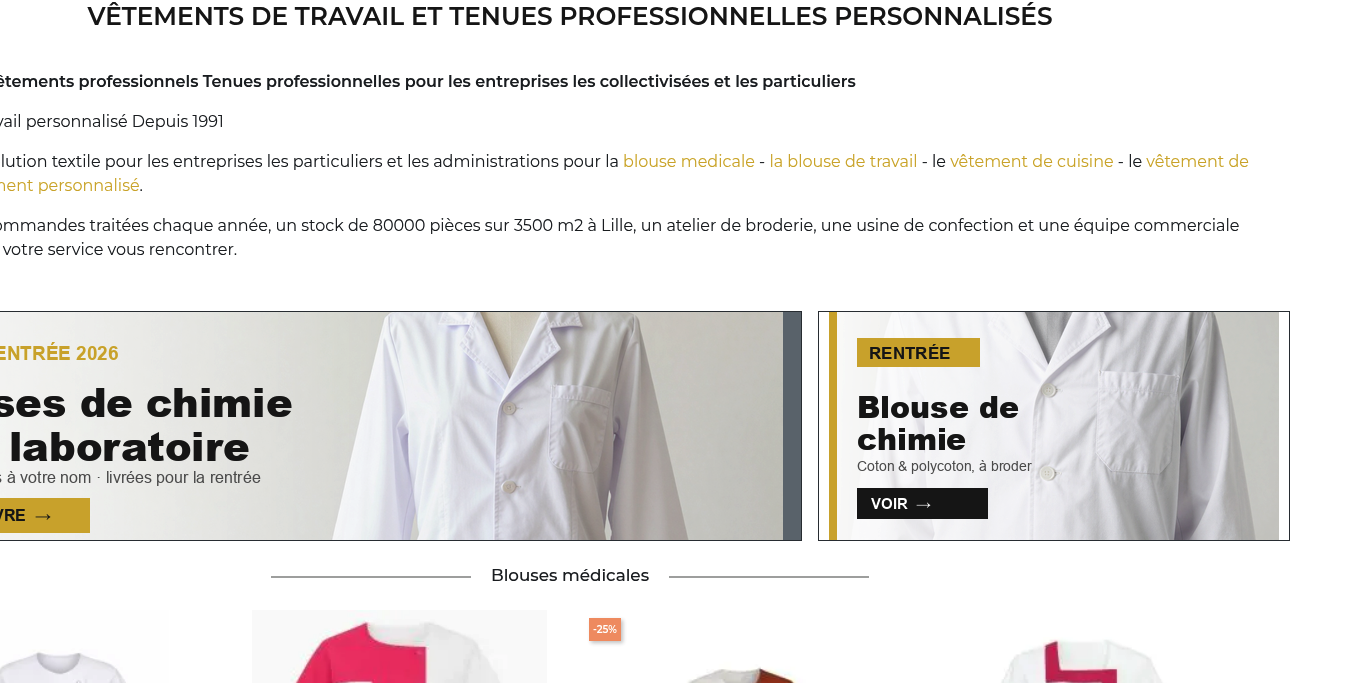 VÊTEMENTS DE TRAVAIL ET TENUES PROFESSIONNELLES PERSONNALISÉS
êtements professionnels Tenues professionnelles pour les entreprises les collectivisées et les particuliers
vail personnalisé Depuis 1991
lution textile pour les entreprises les particuliers et les administrations pour la blouse medicale - la blouse de travail - le vêtement de cuisine - le vêtement de
ment personnalisé.
ommandes traitées chaque année, un stock de 80000 pièces sur 3500 m2 à Lille, un atelier de broderie, une usine de confection et une équipe commerciale
votre service vous rencontrer.
ENTRÉE 2026
ses de chimie
laboratoire
s à votre nom · livrées pour la rentrée
VRE →
RENTRÉE
Blouse de
chimie
Coton & polycoton, à broder
VOIR →
Blouses médicales
-25%